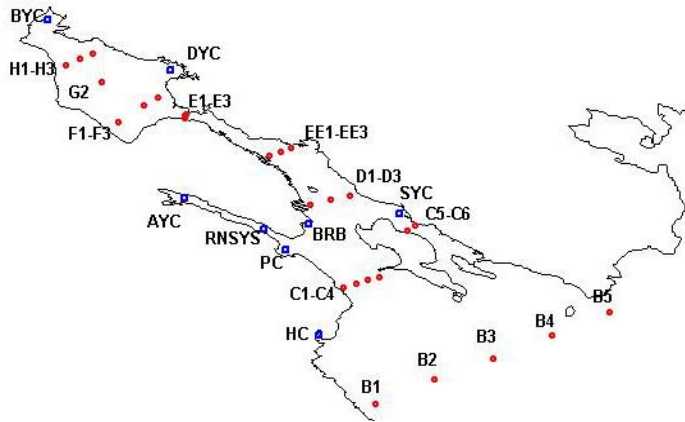 BYC
DYC
H1-H3
G2
E1-E3
F1-F3
EE1-EE3
D1-D3
SYC
AYC
C5-C6
RNSYS
BRB
PC
C1-C4
B5
HC
B4
B3
B2
B1